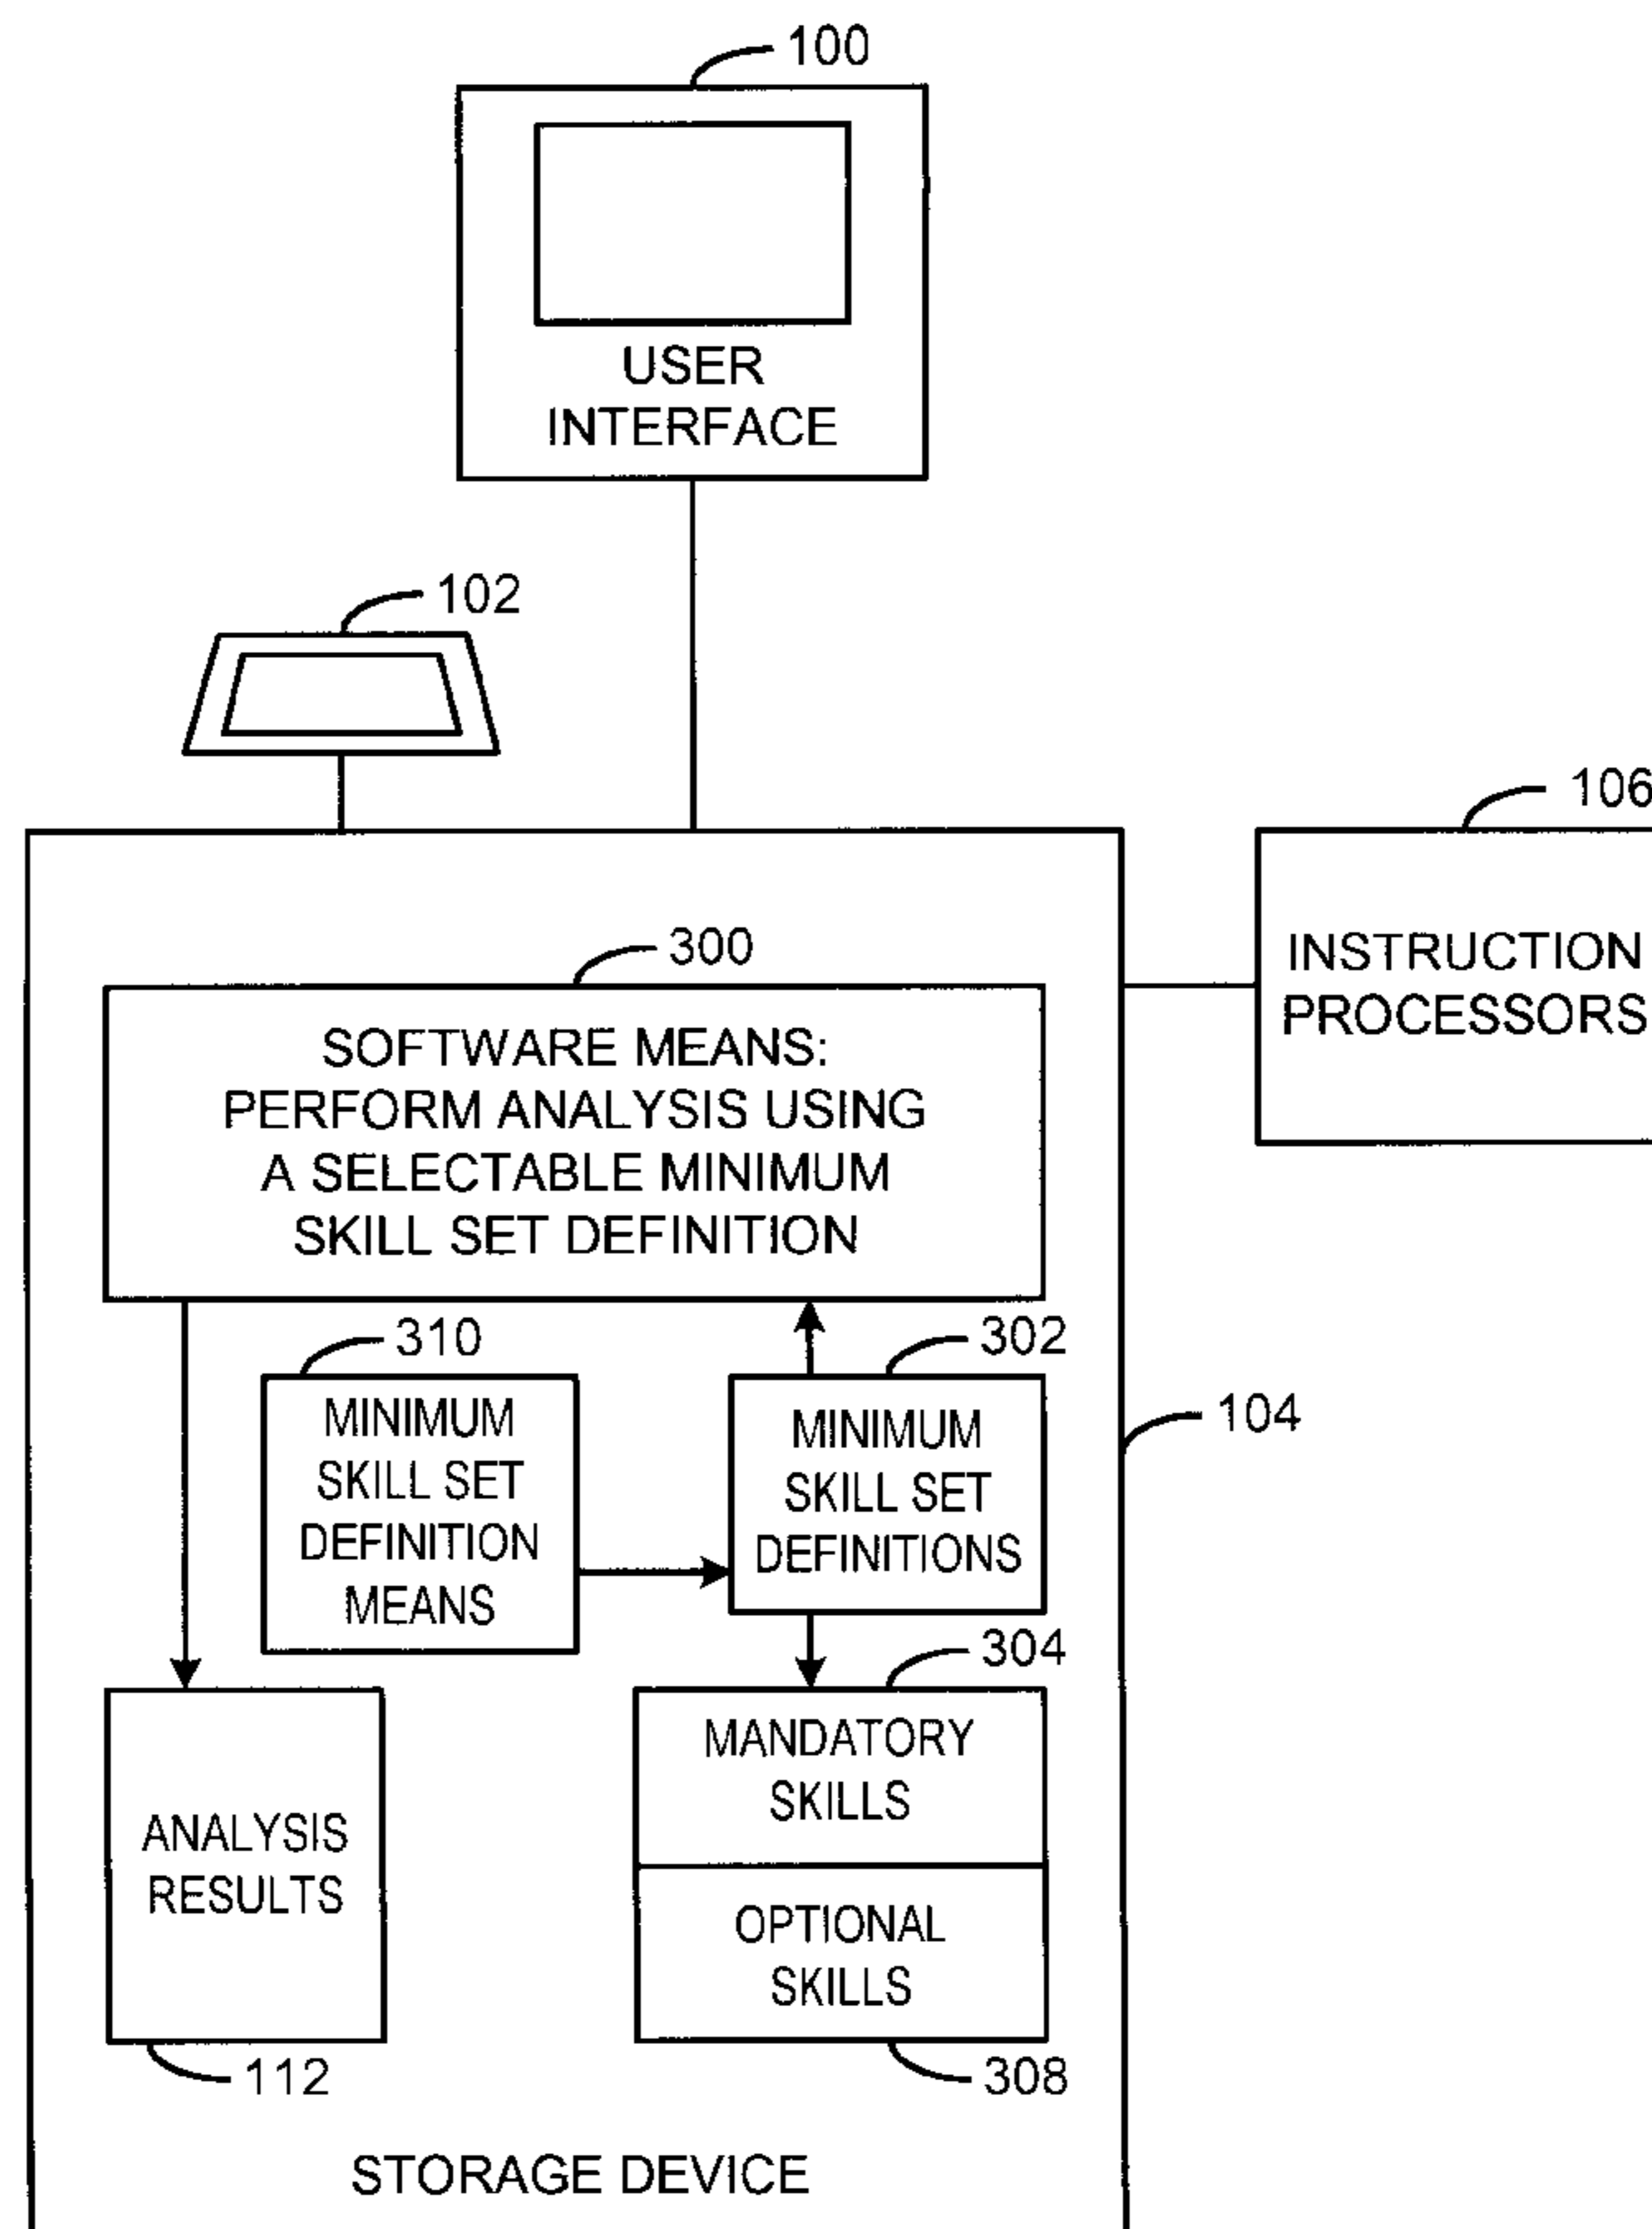 100
USER
INTERFACE
102
106
INSTRUCTION
PROCESSORS
300
SOFTWARE MEANS:
PERFORM ANALYSIS USING
A SELECTABLE MINIMUM
SKILL SET DEFINITION
310
302
MINIMUM
SKILL SET
DEFINITION
MEANS
MINIMUM
SKILL SET
DEFINITIONS
104
304
MANDATORY
SKILLS
ANALYSIS
RESULTS
OPTIONAL
SKILLS
112
308
STORAGE DEVICE